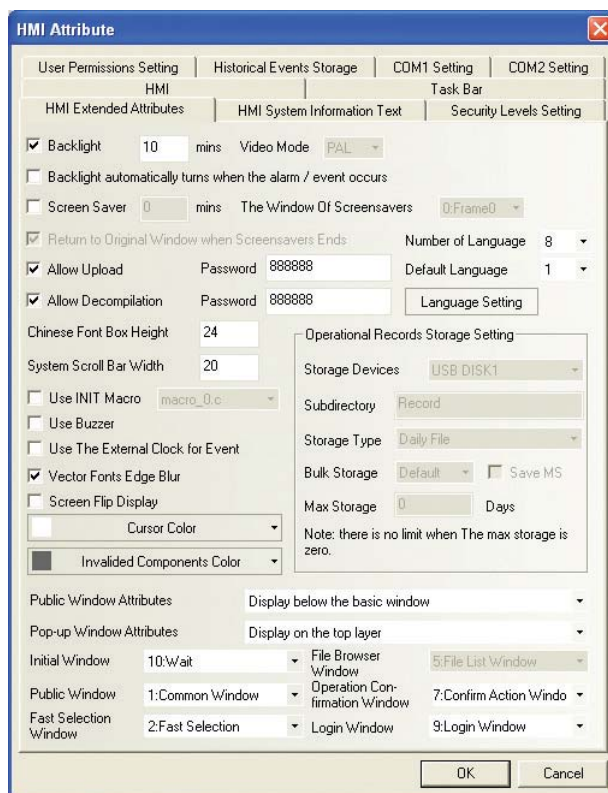 HMI Attribute
User Permissions Setting Historical Events Storage COM1 Setting COM2 Setting
HMI Task Bar
HMI Extended Attributes HMI System Information Text Security Levels Setting
Backlight 10 mins Video Mode PAL
Backlight automatically turns when the alarm / event occurs
Screen Saver 0 mins The Window Of Screensavers 0:Frame0
Return to Original Window when Screensavers Ends Number of Language 8
Allow Upload Password 888888 Default Language 1
Allow Decompilation Password 888888 Language Setting
Chinese Font Box Height 24
System Scroll Bar Width 20
Use INIT Macro macro_0.c
Use Buzzer
Use The External Clock for Event
Vector Fonts Edge Blur
Screen Flip Display
Cursor Color
Invalided Components Color
Operational Records Storage Setting
Storage Devices USB DISK1
Subdirectory Record
Storage Type Daily File
Bulk Storage Default Save MS
Max Storage 0 Days
Note: there is no limit when The max storage is
zero.
Public Window Attributes Display below the basic window
Pop-up Window Attributes Display on the top layer
Initial Window 10:Wait File Browser
Window 5:File List Window
Public Window 1:Common Window Operation Con-
firmation Window 7:Confirm Action Windo
Fast Selection
Window 2:Fast Selection Login Window 9:Login Window
OK Cancel